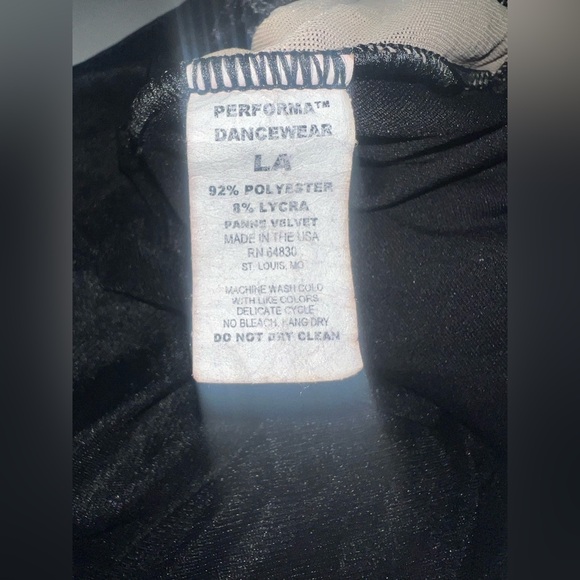 PERFORMA™
DANCEWEAR
LA
92% POLYESTER
8% LYCRA
PANNE VELVET
MADE IN THE USA
RN 64830
ST. LOUIS, MO
MACHINE WASH COLD
WITH LIKE COLORS
DELICATE CYCLE
NO BLEACH, HANG DRY
DO NOT DRY CLEAN